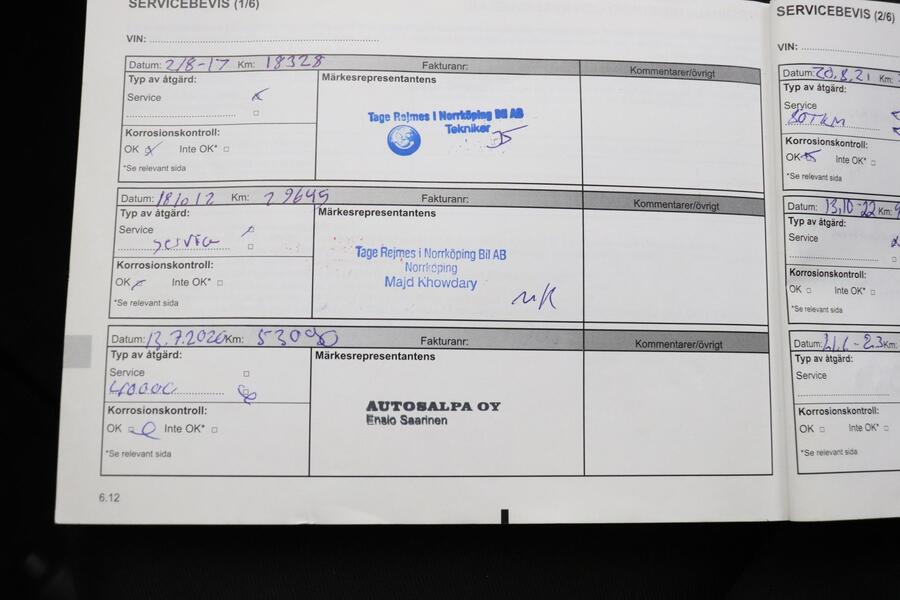 SERVICEBEVIS (1/6)
VIN:
Datum: 2/8-17 Km: 18328 Fakturanr: Kommentarer/övrigt
Typ av åtgärd: Märkesrepresentantens
Service
Tage Rejmes i Norrköping Bil AB
Tekniker
Korrosionskontroll:
OK Inte OK*
*Se relevant sida
Datum: Km: 29645 Fakturanr: Kommentarer/övrigt
Typ av åtgärd: Märkesrepresentantens
Service
service
Tage Rejmes i Norrköping Bil AB
Norrköping
Majd Khowdary
Korrosionskontroll:
OK Inte OK*
*Se relevant sida
Datum: 13.7.2020 Km: Fakturanr: Kommentarer/övrigt
Typ av åtgärd: Märkesrepresentantens
Service
40000
AUTOSALPA OY
Ensio Saarinen
Korrosionskontroll:
OK Inte OK*
*Se relevant sida
6.12
SERVICEBEVIS (2/6)
VIN:
Datum: 20.8.21 Km:
Typ av åtgärd:
Service
80TKM
Korrosionskontroll:
OK Inte OK*
*Se relevant sida
Datum: 13,10-22 Km:
Typ av åtgärd:
Service
Korrosionskontroll:
OK Inte OK*
*Se relevant sida
Datum: Km:
Typ av åtgärd:
Service
Korrosionskontroll:
OK Inte OK*
*Se relevant sida